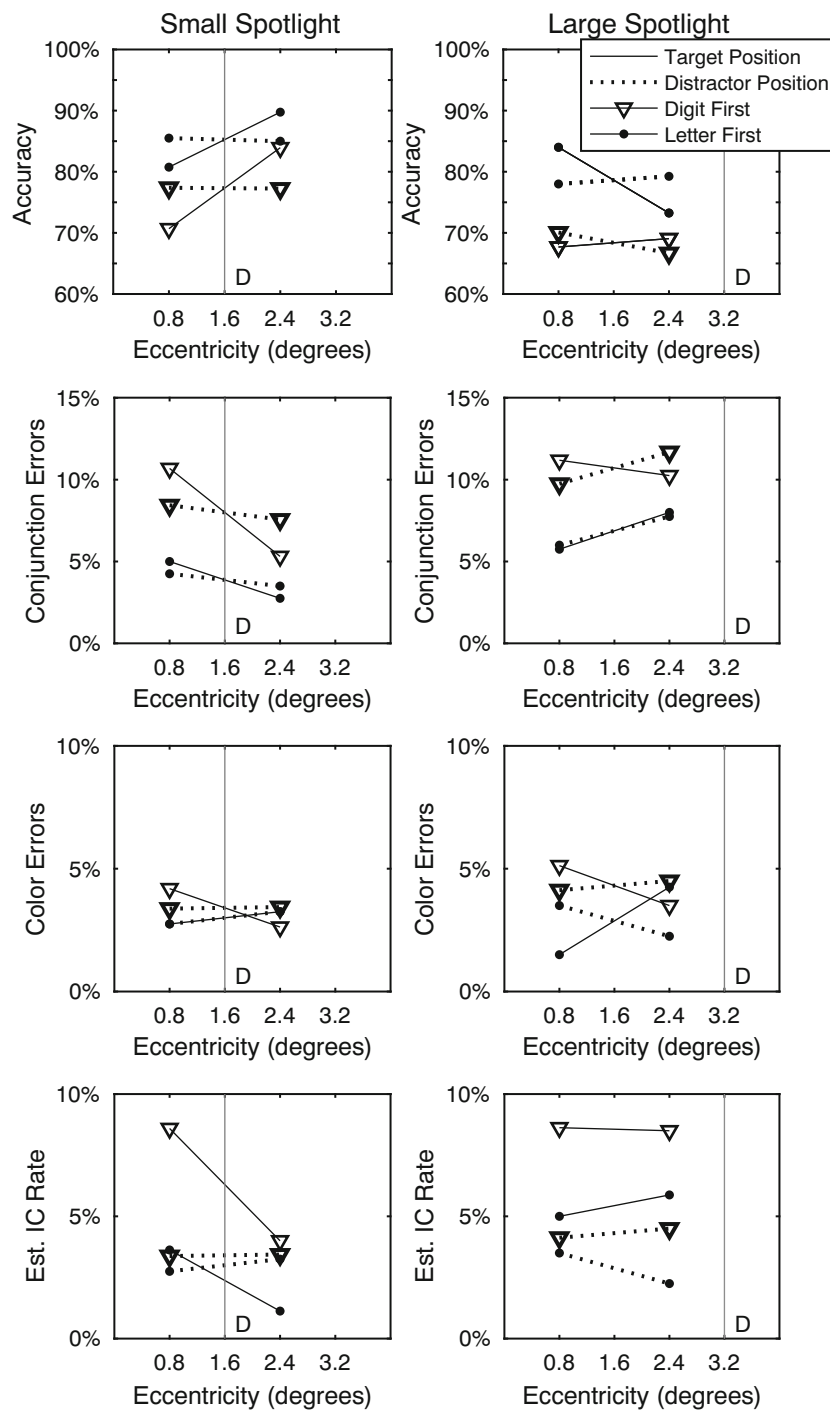 Small Spotlight
Large Spotlight
100%
90%
80%
70%
60%
Accuracy
D
0.8 1.6 2.4 3.2
Eccentricity (degrees)
100%
90%
80%
70%
60%
Accuracy
Target Position
Distractor Position
Digit First
Letter First
D
0.8 1.6 2.4 3.2
Eccentricity (degrees)
15%
10%
5%
0%
Conjunction Errors
D
0.8 1.6 2.4 3.2
Eccentricity (degrees)
15%
10%
5%
0%
Conjunction Errors
D
0.8 1.6 2.4 3.2
Eccentricity (degrees)
10%
5%
0%
Color Errors
D
0.8 1.6 2.4 3.2
Eccentricity (degrees)
10%
5%
0%
Color Errors
D
0.8 1.6 2.4 3.2
Eccentricity (degrees)
10%
5%
0%
Est. IC Rate
D
0.8 1.6 2.4 3.2
Eccentricity (degrees)
10%
5%
0%
Est. IC Rate
D
0.8 1.6 2.4 3.2
Eccentricity (degrees)